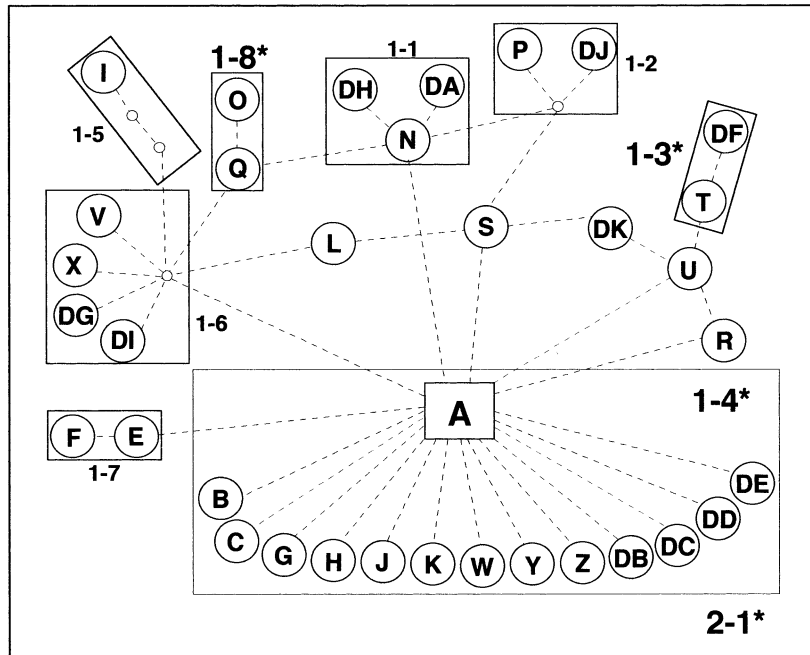 1-8*
1-1
P
DJ
1-2
I
1-5
O
Q
DH
DA
N
1-3*
DF
T
V
X
DG
DI
1-6
L
S
DK
U
R
A
1-4*
F
E
1-7
B
C
G
H
J
K
W
Y
Z
DB
DC
DD
DE
2-1*